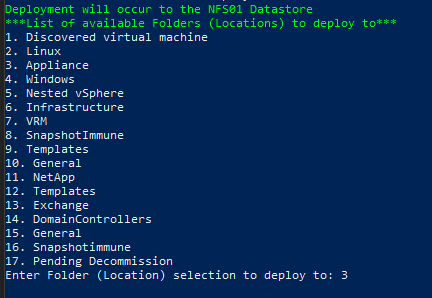 Deployment will occur to the NFS01 Datastore
***List of available Folders (Locations) to deploy to***
1. Discovered virtual machine
2. Linux
3. Appliance
4. Windows
5. Nested vSphere
6. Infrastructure
7. VRM
8. SnapshotImmune
9. Templates
10. General
11. NetApp
12. Templates
13. Exchange
14. DomainControllers
15. General
16. Snapshotimmune
17. Pending Decommission
Enter Folder (Location) selection to deploy to: 3